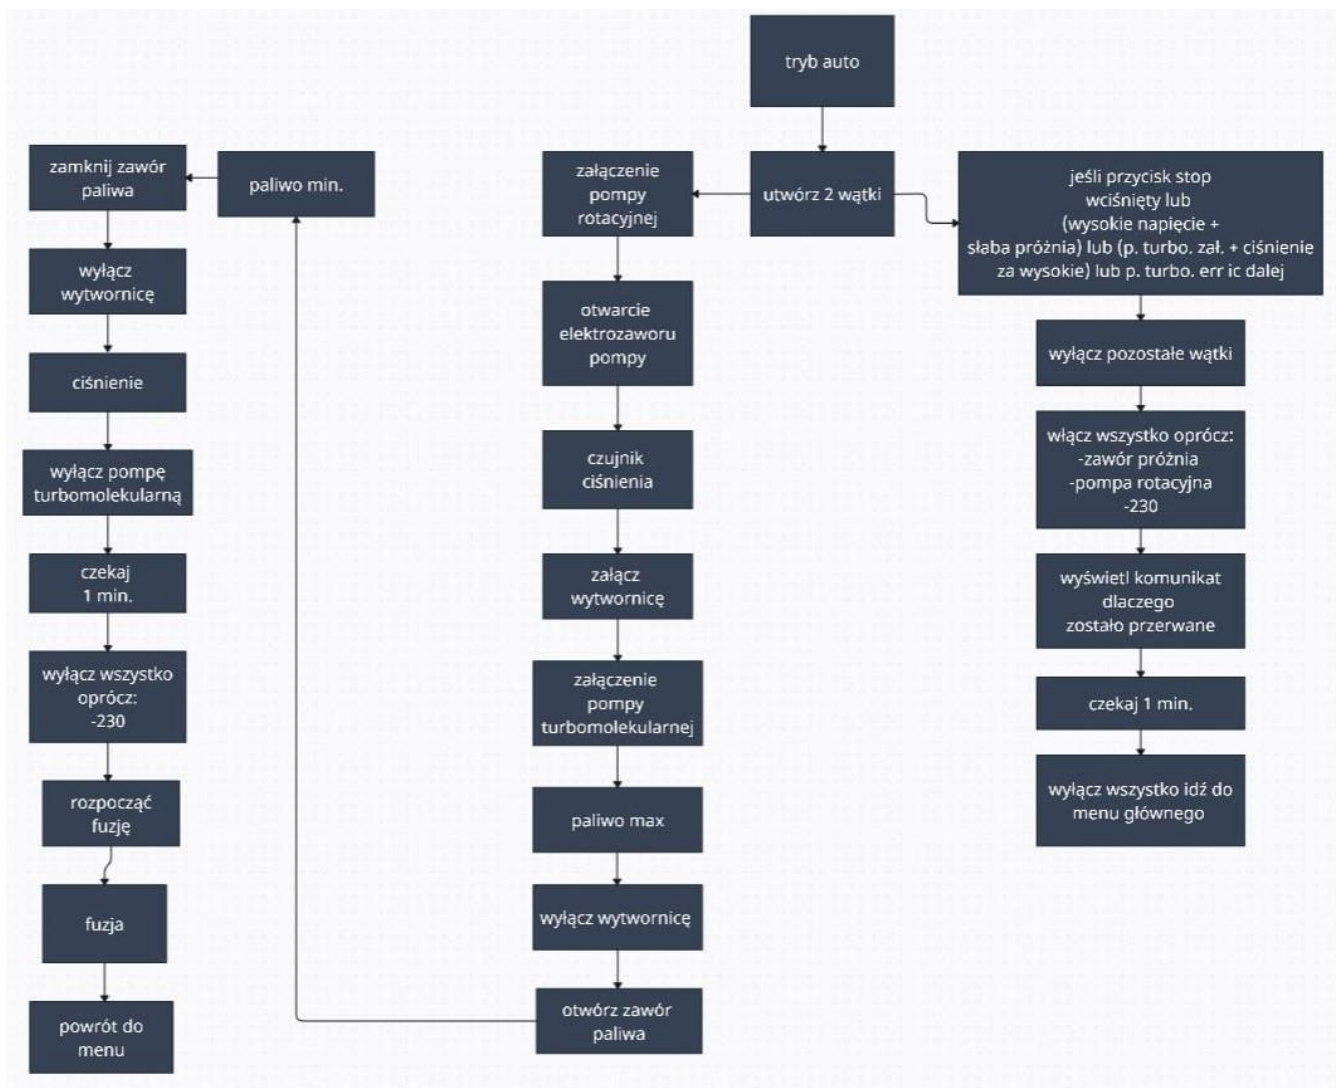 tryb auto
utwórz 2 wątki
załączenie
pompy
rotacyjnej
otwarcie
elektrozaworu
pompy
czujnik
ciśnienia
załącz
wytwornicę
załączenie
pompy
turbomolekularnej
paliwo max
wyłącz wytwornicę
otwórz zawór
paliwa
paliwo min.
zamknij zawór
paliwa
wyłącz
wytwornicę
ciśnienie
wyłącz pompę
turbomolekularną
czekaj
1 min.
wyłącz wszystko
oprócz:
-230
rozpocząć
fuzję
fuzja
powrót do
menu
jeśli przycisk stop
wciśnięty lub
(wysokie napięcie +
słaba próżnia) lub (p. turbo. zał. + ciśnienie
za wysokie) lub p. turbo. err ic dalej
wyłącz pozostałe wątki
włącz wszystko oprócz:
-zawór próżnia
-pompa rotacyjna
-230
wyświetl komunikat
dlaczego
zostało przerwane
czekaj 1 min.
wyłącz wszystko idź do
menu głównego